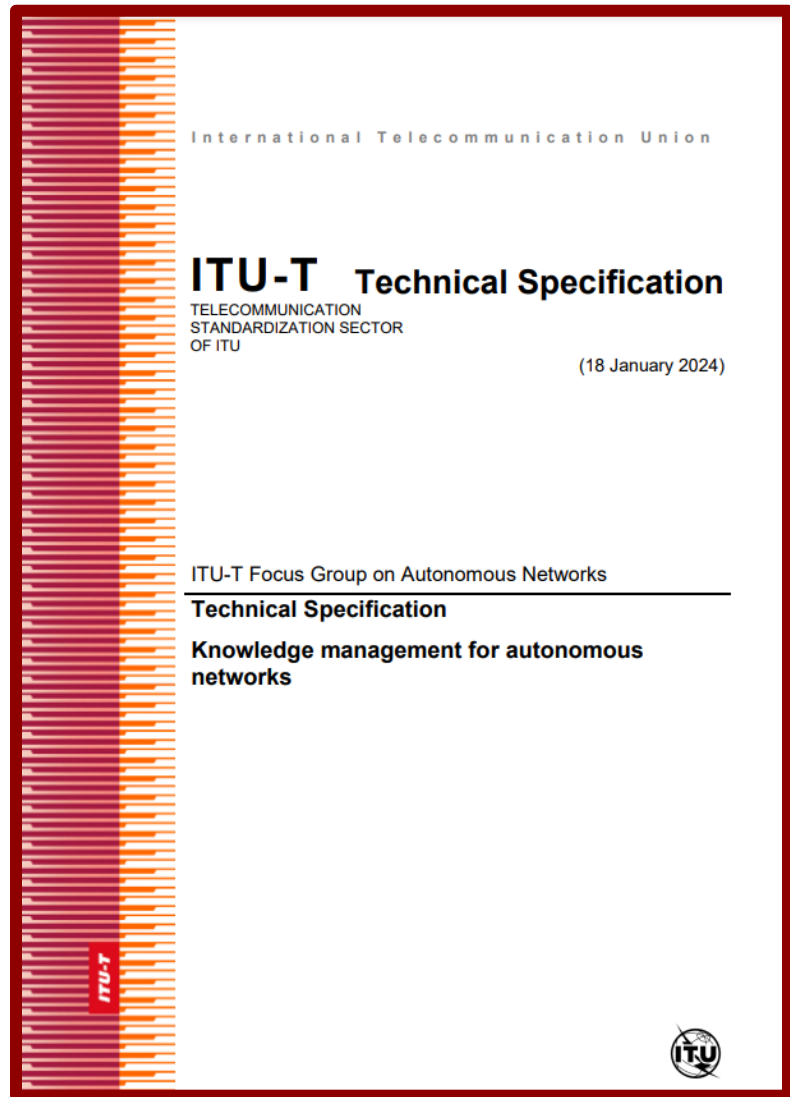 International Telecommunication Union
ITU-T Technical Specification
TELECOMMUNICATION
STANDARDIZATION SECTOR
OF ITU
(18 January 2024)
ITU-T Focus Group on Autonomous Networks
Technical Specification
Knowledge management for autonomous
networks
ITU-T
ITU